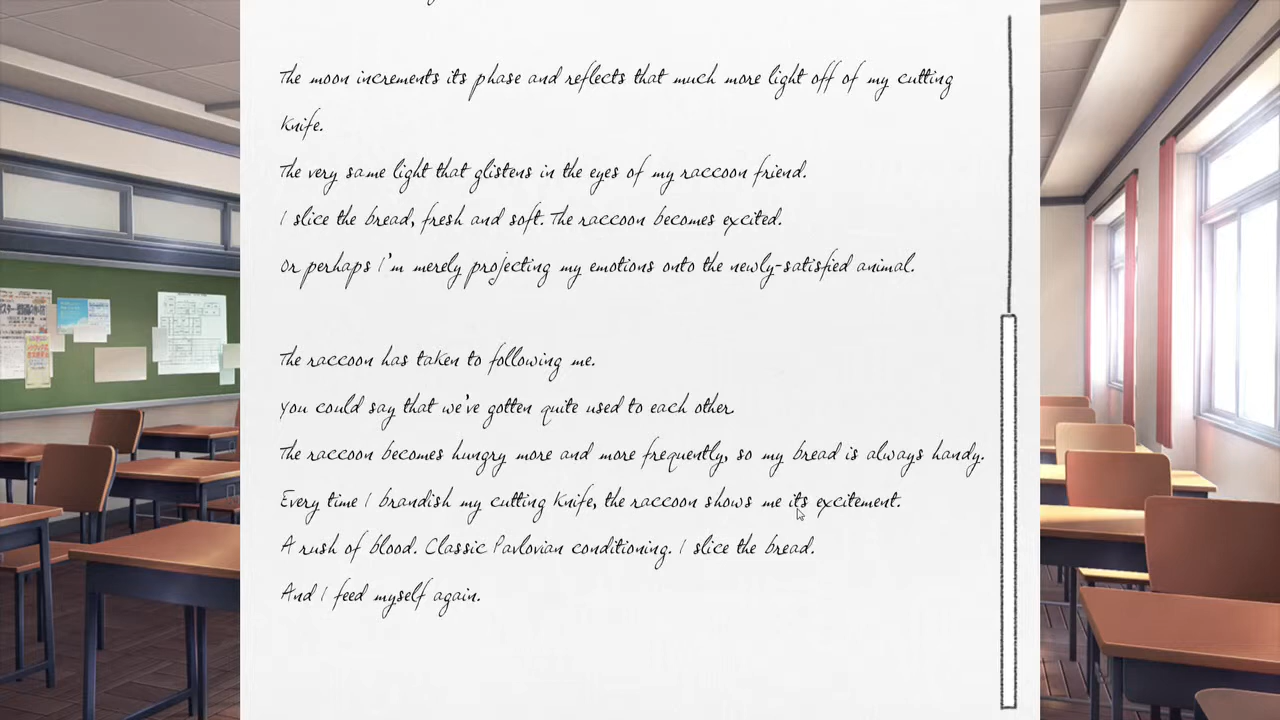 The moon increments its phase and reflects that much more light off of my cutting
knife.
The very same light that glistens in the eyes of my raccoon friend.
I slice the bread, fresh and soft. The raccoon becomes excited.
Or perhaps I'm merely projecting my emotions onto the newly-satisfied animal.
The raccoon has taken to following me.
You could say that we've gotten quite used to each other
The raccoon becomes hungry more and more frequently, so my bread is always handy.
Every time I brandish my cutting knife, the raccoon shows me its excitement.
A rush of blood. Classic Pavlovian conditioning. I slice the bread.
And I feed myself again.